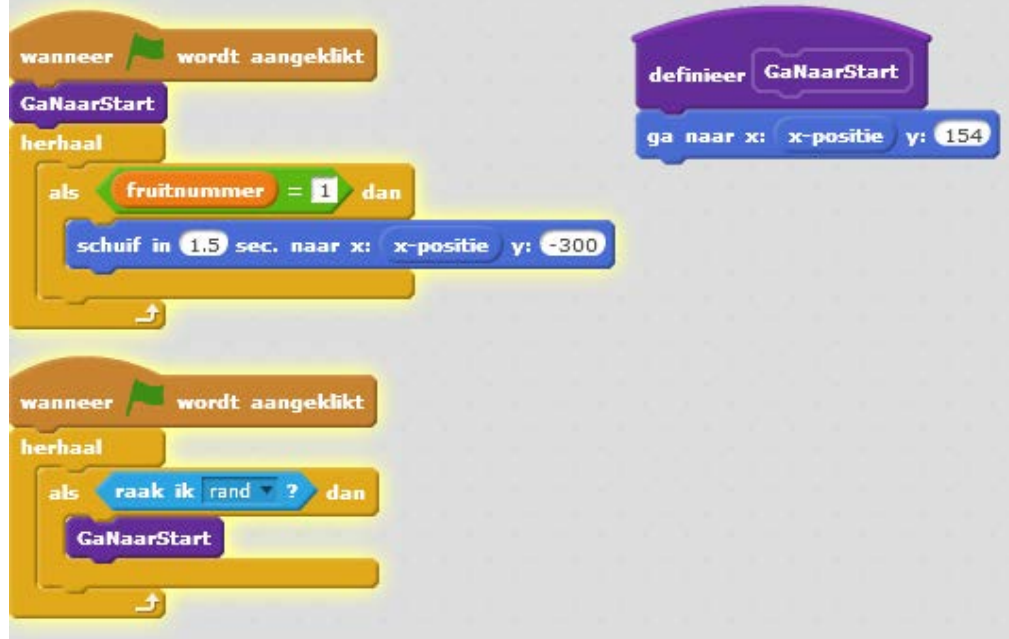 wanneer wordt aangeklikt
GaNaarStart
herhaal
als fruitnummer = 1 dan
schuif in 1.5 sec. naar x: x-positie y: -300
wanneer wordt aangeklikt
herhaal
als raak ik rand ? dan
GaNaarStart
definieer GaNaarStart
ga naar x: x-positie y: 154